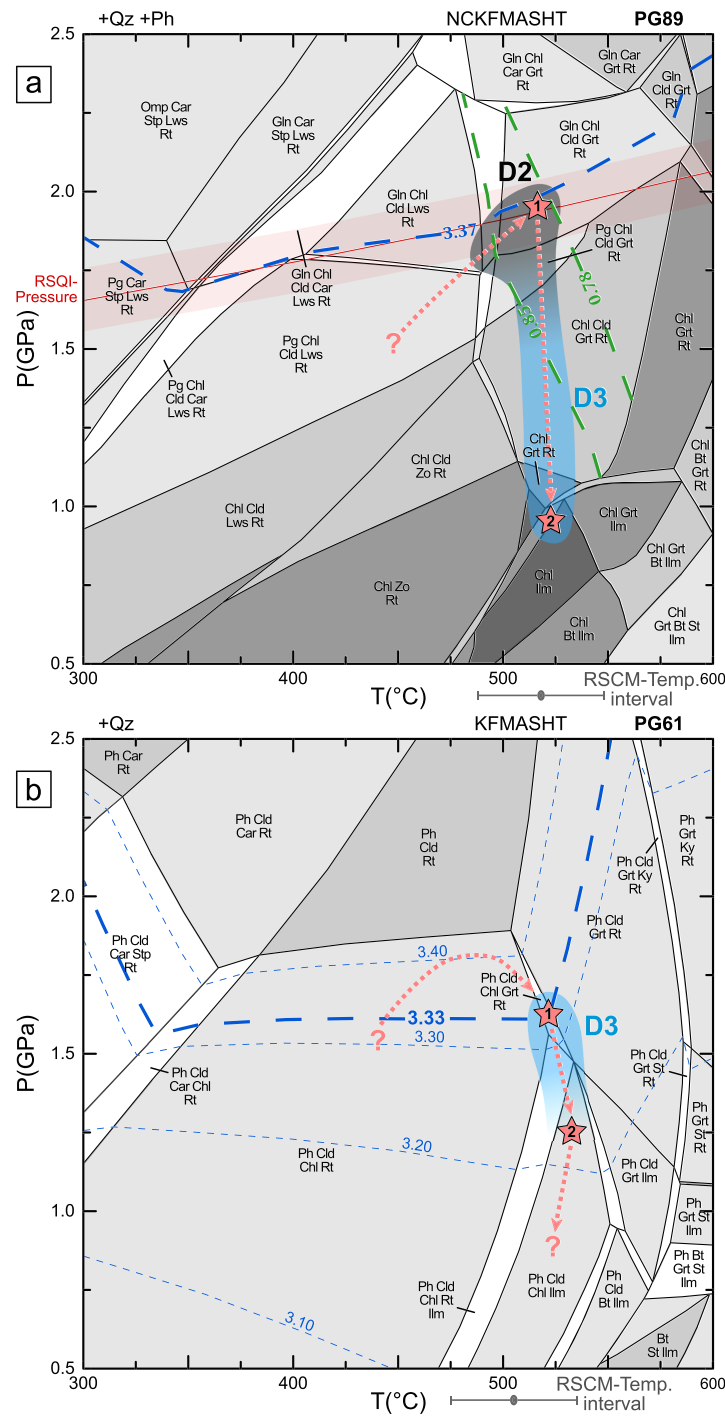 +Qz +Ph
NCKFMASHT
PG89
a
2.5
2.0
1.5
1.0
0.5
P(GPa)
Omp Car
Stp Lws
Rt
Gln Car
Stp Lws
Rt
Gln Chl
Car Grt
Rt
Gln Car
Grt Rt
Gln
Cld Grt
Rt
Gln Chl
Cld Grt
Rt
D2
1
Gln Chl
Cld Lws
Rt
3.37
Pg Chl
Cld Grt
Rt
RSQI-
Pressure
Pg Car
Stp Lws
Rt
Gln Chl
Cld Car
Lws Rt
0.78
0.85
Pg Chl
Cld Lws
Rt
?
Chl Cld
Grt Rt
Chl
Grt
Rt
Pg Chl
Cld Car
Lws Rt
D3
Chl
Grt Rt
Chl
Bt
Grt
Rt
Chl Cld
Zo Rt
Chl Cld
Lws Rt
2
Chl Grt
Ilm
Chl Grt
Bt Ilm
Chl Zo
Rt
Chl
Ilm
Chl
Bt Ilm
Chl
Grt Bt St
Ilm
300
400
500
600
T(°C)
RSCM-Temp.
interval
+Qz
KFMASHT
PG61
b
2.5
2.0
1.5
1.0
0.5
P(GPa)
Ph Car
Rt
Ph Cld
Car Rt
Ph
Cld
Rt
Ph
Grt
Ky
Rt
Ph Cld
Grt Ky
Rt
Ph Cld
Grt Rt
Ph Cld
Car Stp
Rt
3.40
Ph Cld
Chl Grt
Rt
1
3.33
?
3.30
D3
Ph Cld
Car Chl
Rt
Ph Cld
Grt St
Rt
Ph
Grt
St
Rt
2
3.20
Ph Cld
Chl Rt
Ph Cld
Grt Ilm
Ph
Grt St
Ilm
?
Ph Bt
Grt St
Ilm
Ph Cld
Chl Rt
Ilm
Ph Cld
Chl Ilm
Ph
Cld
Bt Ilm
3.10
Bt
St Ilm
300
400
500
600
T(°C)
RSCM-Temp.
interval